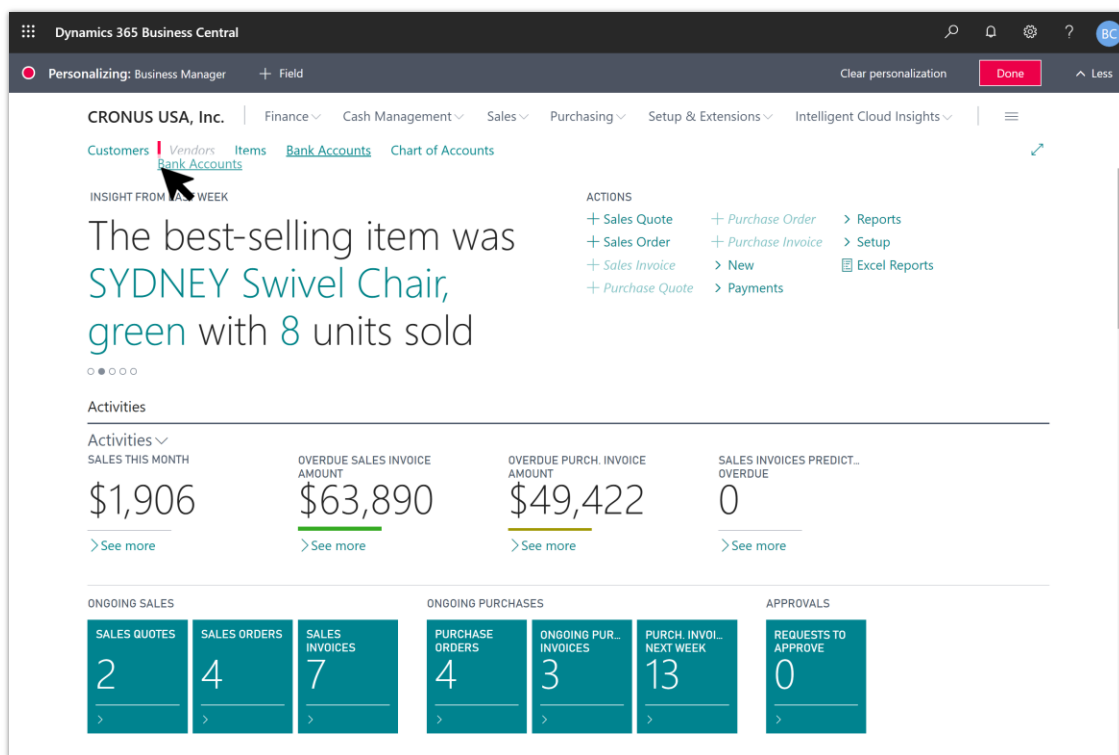 Dynamics 365 Business Central
?
BC
Personalizing: Business Manager
+ Field
Clear personalization
Done
Less
CRONUS USA, Inc.
Finance
Cash Management
Sales
Purchasing
Setup & Extensions
Intelligent Cloud Insights
Customers
Vendors
Items
Bank Accounts
Chart of Accounts
Bank Accounts
INSIGHT FROM WEEK
The best-selling item was
SYDNEY Swivel Chair,
green with 8 units sold
ACTIONS
+ Sales Quote
+ Sales Order
+ Sales Invoice
+ Purchase Quote
+ Purchase Order
+ Purchase Invoice
> New
> Payments
> Reports
> Setup
Excel Reports
Activities
Activities
SALES THIS MONTH
$1,906
>See more
OVERDUE SALES INVOICE
AMOUNT
$63,890
>See more
OVERDUE PURCH. INVOICE
AMOUNT
$49,422
>See more
SALES INVOICES PREDICT...
OVERDUE
0
>See more
ONGOING SALES
SALES QUOTES
2
>
SALES ORDERS
4
>
SALES
INVOICES
7
>
ONGOING PURCHASES
PURCHASE
ORDERS
4
>
ONGOING PUR...
INVOICES
3
>
PURCH. INVOI...
NEXT WEEK
13
>
APPROVALS
REQUESTS TO
APPROVE
0
>